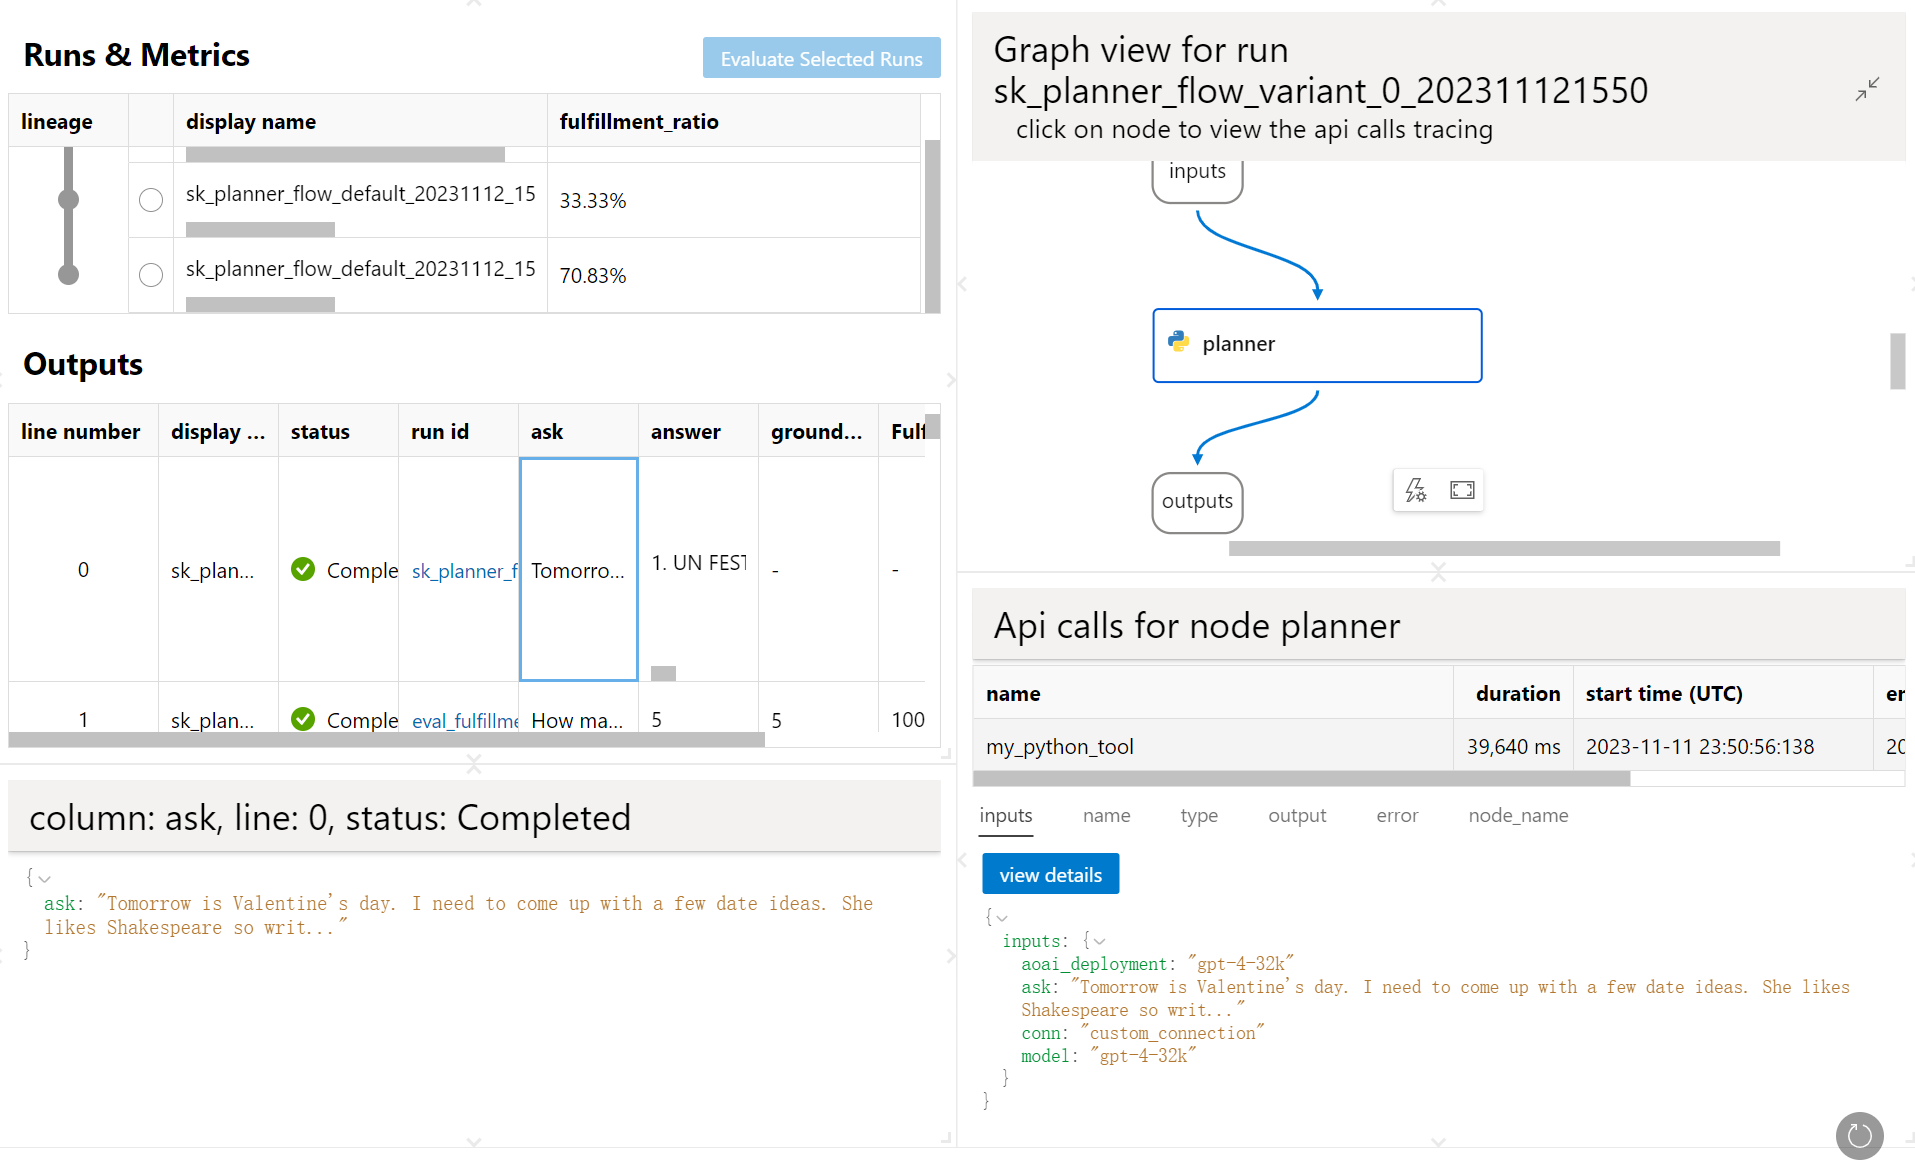 Runs & Metrics
Evaluate Selected Runs
lineage display name fulfillment_ratio
sk_planner_flow_default_20231112_15 33.33%
sk_planner_flow_default_20231112_15 70.83%
Outputs
line number display ... status run id ask answer ground... Fulf
0 sk_plan... Comple sk_planner_f Tomorro... 1. UN FEST - -
1 sk_plan... Comple eval_fulfillme How ma... 5 5 100
column: ask, line: 0, status: Completed
{
ask: "Tomorrow is Valentine's day. I need to come up with a few date ideas. She
likes Shakespeare so writ..."
}
Graph view for run
sk_planner_flow_variant_0_202311121550
click on node to view the api calls tracing
inputs
planner
outputs
Api calls for node planner
name duration start time (UTC) er
my_python_tool 39,640 ms 2023-11-11 23:50:56:138 20
inputs name type output error node_name
view details
{
inputs: {
aoai_deployment: "gpt-4-32k"
ask: "Tomorrow is Valentine's day. I need to come up with a few date ideas. She likes
Shakespeare so writ..."
conn: "custom_connection"
model: "gpt-4-32k"
}
}